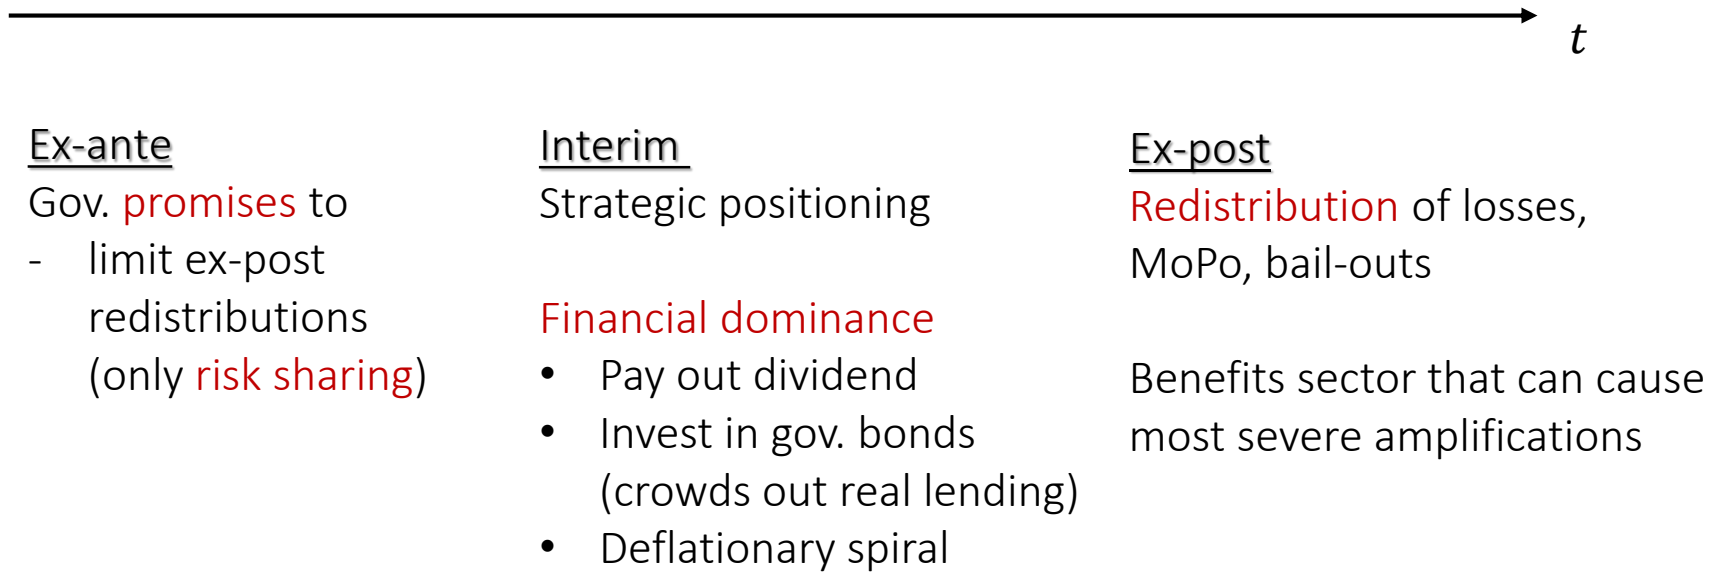 t
Ex-ante
Gov. promises to
- limit ex-post
redistributions
(only risk sharing)
Interim
Strategic positioning
Financial dominance
• Pay out dividend
• Invest in gov. bonds
(crowds out real lending)
• Deflationary spiral
Ex-post
Redistribution of losses,
MoPo, bail-outs
Benefits sector that can cause
most severe amplifications